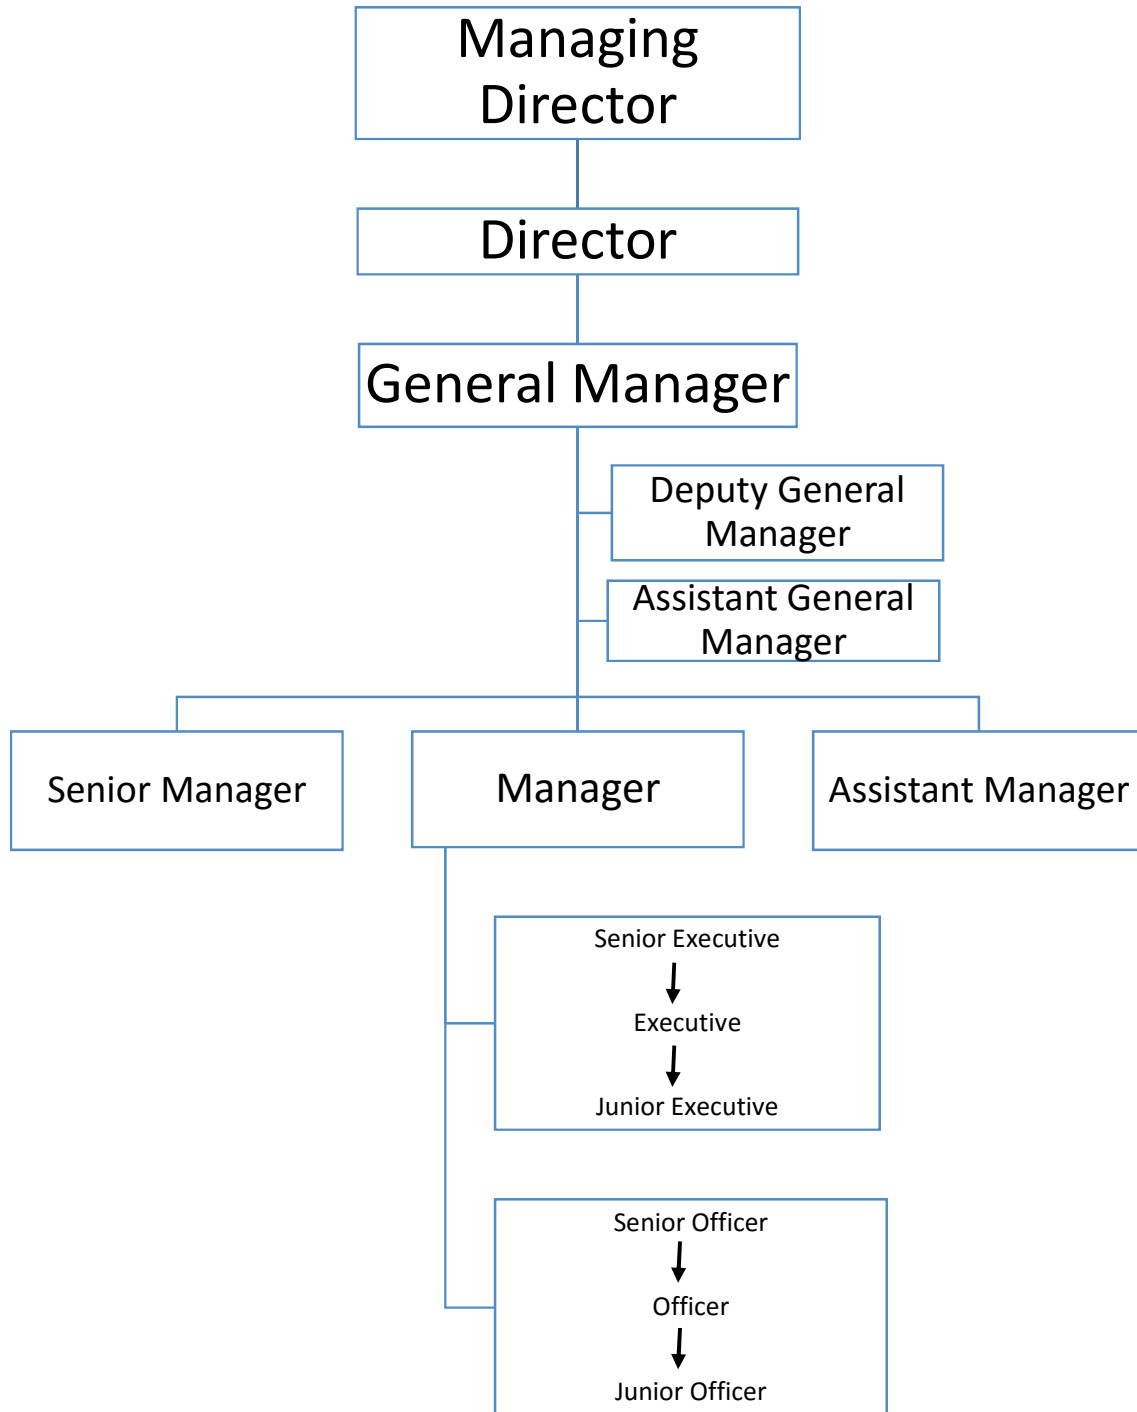 Managing
Director
Director
General Manager
Deputy General
Manager
Assistant General
Manager
Senior Manager
Manager
Assistant Manager
Senior Executive
Executive
Junior Executive
Senior Officer
Officer
Junior Officer